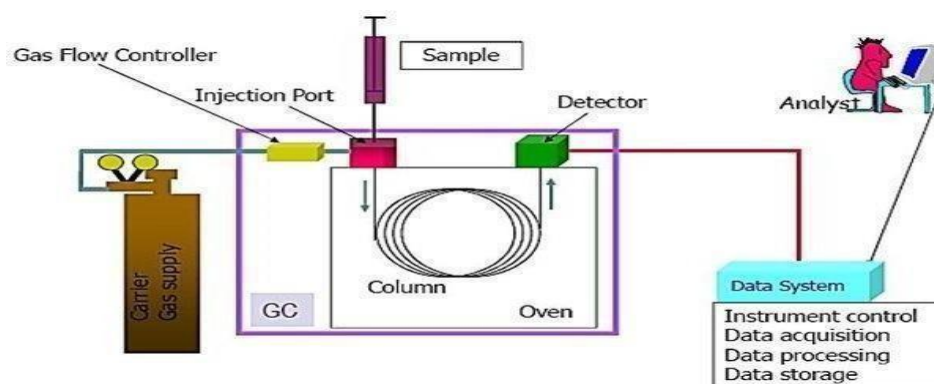 Gas Flow Controller
Sample
Injection Port
Detector
Analyst
Carrier
Gas supply
Column
GC
Oven
Data System
Instrument control
Data acquisition
Data processing
Data storage